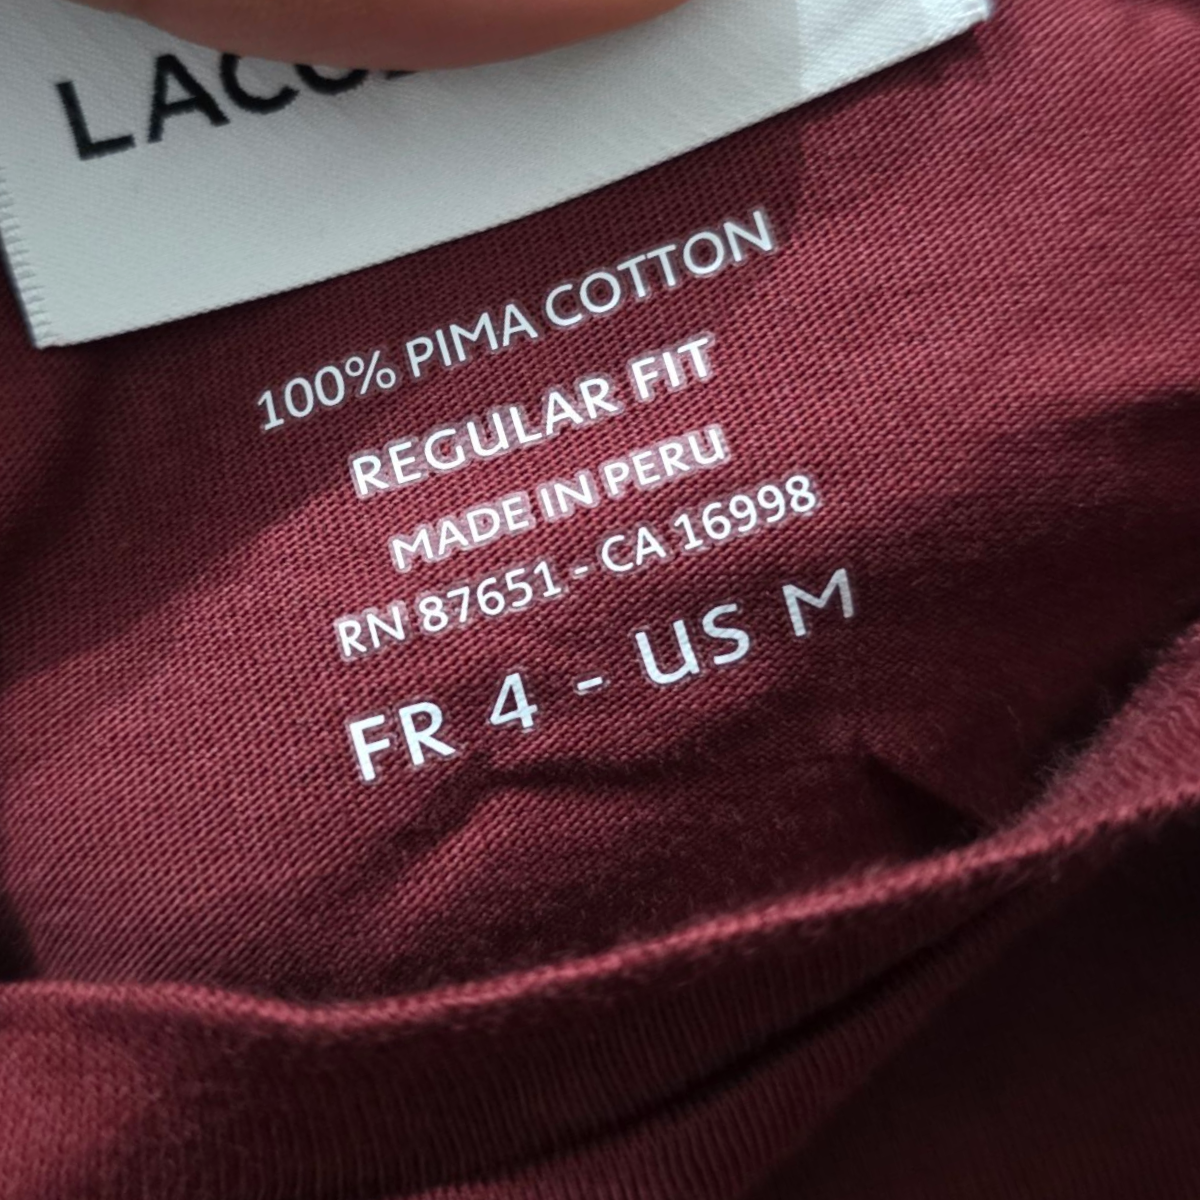 100% PIMA COTTON
REGULAR FIT
MADE IN PERU
RN 87651 - CA 16998
FR 4 - US M